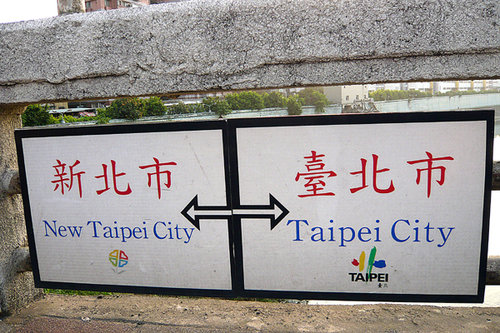 新北市
New Taipei City
臺北市
Taipei City
TAIPEI